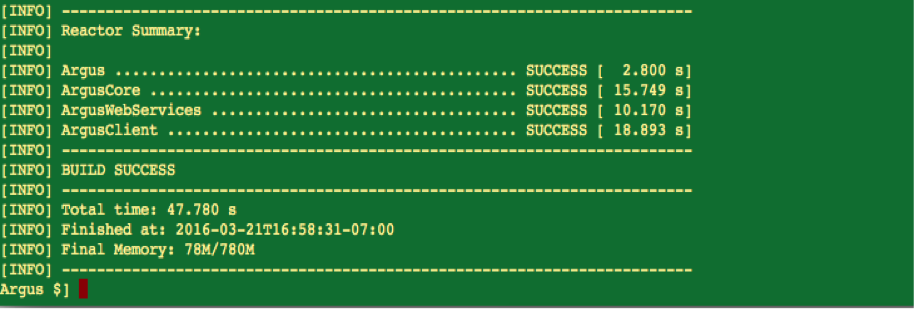 [INFO] ------------------------------------------------------------------------
[INFO] Reactor Summary:
[INFO]
[INFO] Argus .............................................. SUCCESS [  2.800 s]
[INFO] ArgusCore .......................................... SUCCESS [ 15.749 s]
[INFO] ArgusWebServices ................................... SUCCESS [ 10.170 s]
[INFO] ArgusClient ........................................ SUCCESS [ 18.893 s]
[INFO] ------------------------------------------------------------------------
[INFO] BUILD SUCCESS
[INFO] ------------------------------------------------------------------------
[INFO] Total time: 47.780 s
[INFO] Finished at: 2016-03-21T16:58:31-07:00
[INFO] Final Memory: 78M/780M
[INFO] ------------------------------------------------------------------------
Argus $]